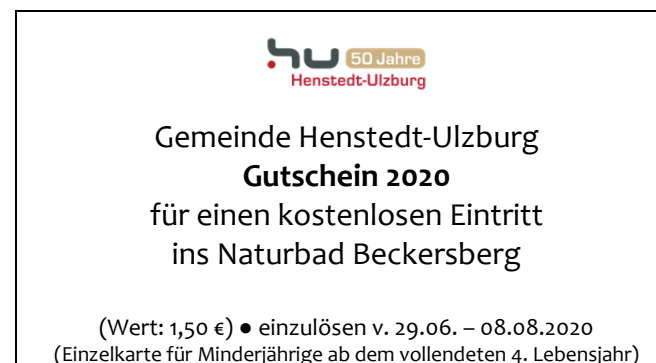 hu 50 Jahre
Henstedt-Ulzburg
Gemeinde Henstedt-Ulzburg
Gutschein 2020
für einen kostenlosen Eintritt
ins Naturbad Beckersberg
(Wert: 1,50 €) ● einzulösen v. 29.06. – 08.08.2020
(Einzelkarte für Minderjährige ab dem vollendeten 4. Lebensjahr)